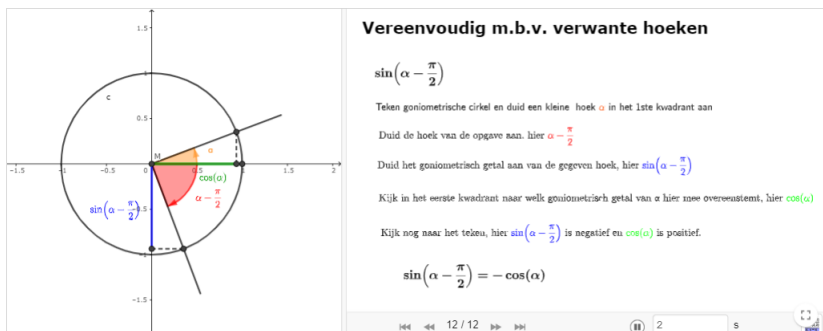 Vereenvoudig m.b.v. verwante hoeken
sin(α − π/2)
Teken goniometrische cirkel en duid een kleine hoek α in het 1ste kwadrant aan
Duid de hoek van de opgave aan. hier α − π/2
Duid het goniometrisch getal aan van de gegeven hoek, hier sin(α − π/2)
Kijk in het eerste kwadrant naar welk goniometrisch getal van α hier mee overeenstemt, hier cos(α)
Kijk nog naar het teken, hier sin(α − π/2) is negatief en cos(α) is positief.
sin(α − π/2) = − cos(α)
12 / 12
2 s
1.5
1
c
0.5
M
α
−1.5 −1 −0.5 0 0.5 1 1.5 2
cos(α)
α − π/2
sin(α − π/2)
−0.5
−1
−1.5